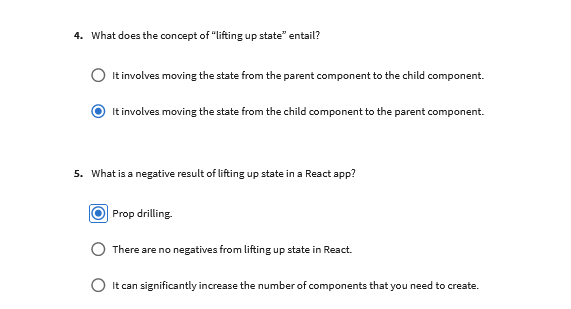 4. What does the concept of “lifting up state” entail?
It involves moving the state from the parent component to the child component.
It involves moving the state from the child component to the parent component.
5. What is a negative result of lifting up state in a React app?
Prop drilling.
There are no negatives from lifting up state in React.
It can significantly increase the number of components that you need to create.